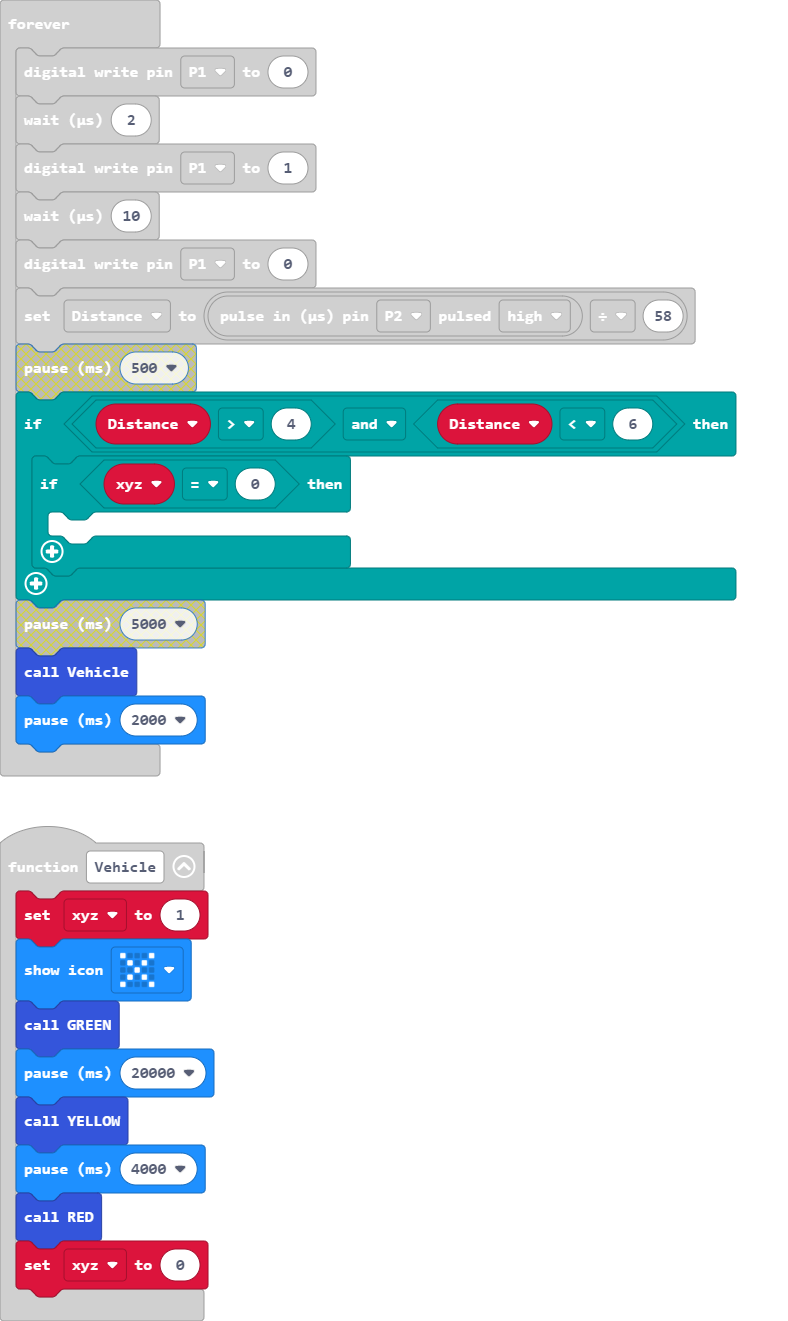 forever
digital write pin P1 to 0
wait (µs) 2
digital write pin P1 to 1
wait (µs) 10
digital write pin P1 to 0
set Distance to pulse in (µs) pin P2 pulsed high ÷ 58
pause (ms) 500
if Distance > 4 and Distance < 6 then
if xyz = 0 then
pause (ms) 5000
call Vehicle
pause (ms) 2000
function Vehicle
set xyz to 1
show icon
call GREEN
pause (ms) 20000
call YELLOW
pause (ms) 4000
call RED
set xyz to 0